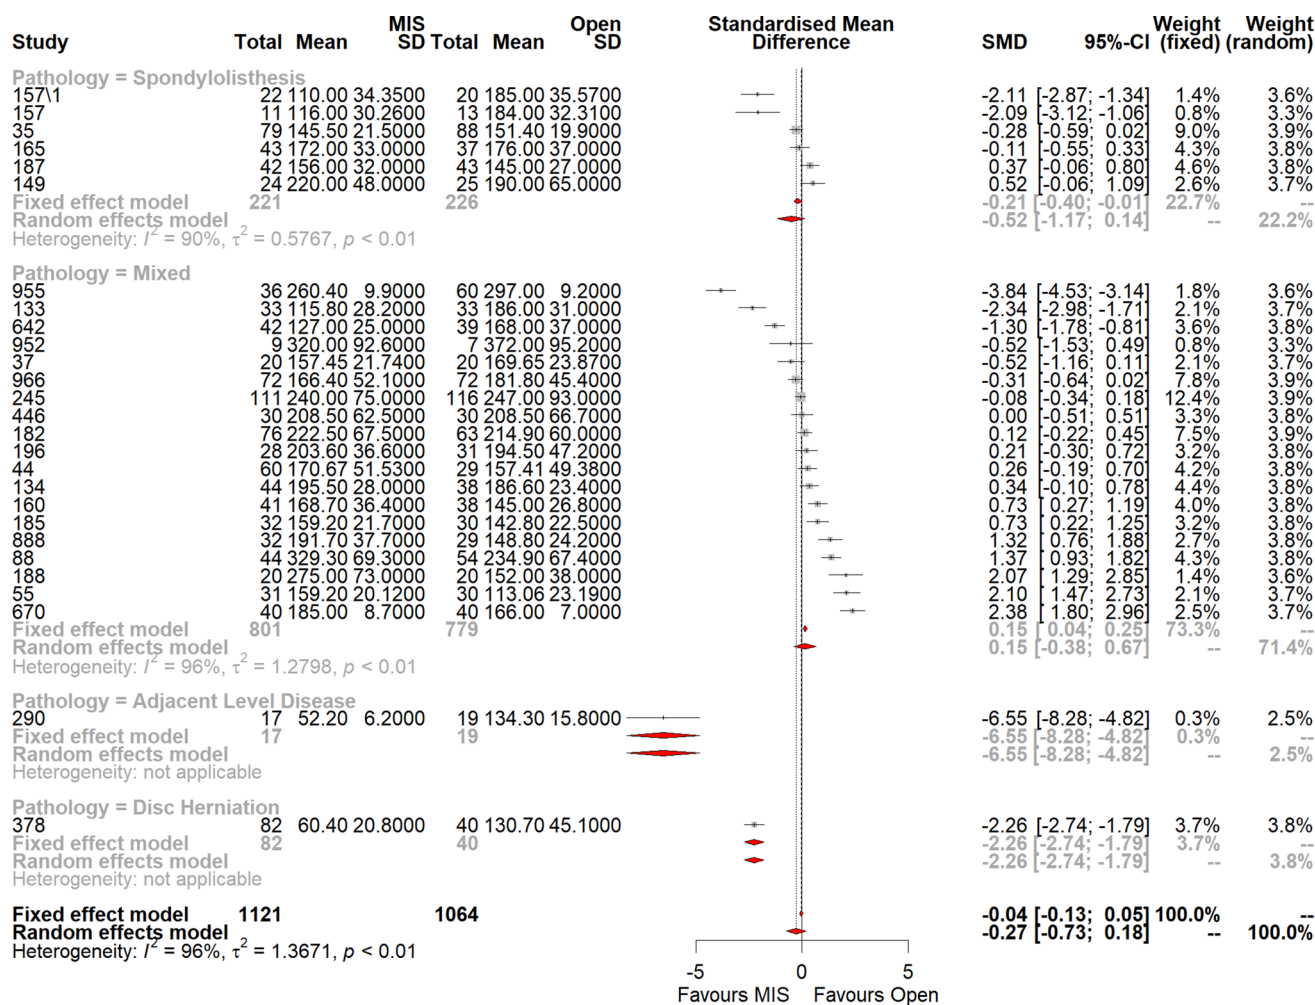 MIS Open Standardised Mean Weight Weight
Study Total Mean SD Total Mean SD Difference SMD 95%-CI (fixed) (random)
Pathology = Spondylolisthesis
157\1 22 110.00 34.3500 20 185.00 35.5700 -2.11 [-2.87; -1.34] 1.4% 3.6%
157 11 116.00 30.2600 13 184.00 32.3100 -2.09 [-3.12; -1.06] 0.8% 3.3%
35 79 145.50 21.5000 88 151.40 19.9000 -0.28 [-0.59; 0.02] 9.0% 3.9%
165 43 172.00 33.0000 37 176.00 37.0000 -0.11 [-0.55; 0.33] 4.3% 3.8%
187 42 156.00 32.0000 43 145.00 27.0000 0.37 [-0.06; 0.80] 4.6% 3.8%
149 24 220.00 48.0000 25 190.00 65.0000 0.52 [-0.06; 1.09] 2.6% 3.7%
Fixed effect model 221 226 -0.21 [-0.40; -0.01] 22.7% --
Random effects model -0.52 [-1.17; 0.14] -- 22.2%
Heterogeneity: I² = 90%, τ² = 0.5767, p < 0.01
Pathology = Mixed
955 36 260.40 9.9000 60 297.00 9.2000 -3.84 [-4.53; -3.14] 1.8% 3.6%
133 33 115.80 28.2000 33 186.00 31.0000 -2.34 [-2.98; -1.71] 2.1% 3.7%
642 42 127.00 25.0000 39 168.00 37.0000 -1.30 [-1.78; -0.81] 3.6% 3.8%
952 9 320.00 92.6000 7 372.00 95.2000 -0.52 [-1.53; 0.49] 0.8% 3.3%
37 20 157.45 21.7400 20 169.65 23.8700 -0.52 [-1.16; 0.11] 2.1% 3.7%
966 72 166.40 52.1000 72 181.80 45.4000 -0.31 [-0.64; 0.02] 7.8% 3.9%
245 111 240.00 75.0000 116 247.00 93.0000 -0.08 [-0.34; 0.18] 12.4% 3.9%
446 30 208.50 62.5000 30 208.50 66.7000 0.00 [-0.51; 0.51] 3.3% 3.8%
182 76 222.50 67.5000 63 214.90 60.0000 0.12 [-0.22; 0.45] 7.5% 3.9%
196 28 203.60 36.6000 31 194.50 47.2000 0.21 [-0.30; 0.72] 3.2% 3.8%
44 60 170.67 51.5300 29 157.41 49.3800 0.26 [-0.19; 0.70] 4.2% 3.8%
134 44 195.50 28.0000 38 186.60 23.4000 0.34 [-0.10; 0.78] 4.4% 3.8%
160 41 168.70 36.4000 38 145.00 26.8000 0.73 [0.27; 1.19] 4.0% 3.8%
185 32 159.20 21.7000 30 142.80 22.5000 0.73 [0.22; 1.25] 3.2% 3.8%
888 32 191.70 37.7000 29 148.80 24.2000 1.32 [0.76; 1.88] 2.7% 3.8%
88 44 329.30 69.3000 54 234.90 67.4000 1.37 [0.93; 1.82] 4.3% 3.8%
188 20 275.00 73.0000 20 152.00 38.0000 2.07 [1.29; 2.85] 1.4% 3.6%
55 31 159.20 20.1200 30 113.06 23.1900 2.10 [1.47; 2.73] 2.1% 3.7%
670 40 185.00 8.7000 40 166.00 7.0000 2.38 [1.80; 2.96] 2.5% 3.7%
Fixed effect model 801 779 0.15 [0.04; 0.25] 73.3% --
Random effects model 0.15 [-0.38; 0.67] -- 71.4%
Heterogeneity: I² = 96%, τ² = 1.2798, p < 0.01
Pathology = Adjacent Level Disease
290 17 52.20 6.2000 19 134.30 15.8000 -6.55 [-8.28; -4.82] 0.3% 2.5%
Fixed effect model 17 19 -6.55 [-8.28; -4.82] 0.3% --
Random effects model -6.55 [-8.28; -4.82] -- 2.5%
Heterogeneity: not applicable
Pathology = Disc Herniation
378 82 60.40 20.8000 40 130.70 45.1000 -2.26 [-2.74; -1.79] 3.7% 3.8%
Fixed effect model 82 40 -2.26 [-2.74; -1.79] 3.7% --
Random effects model -2.26 [-2.74; -1.79] -- 3.8%
Heterogeneity: not applicable
Fixed effect model 1121 1064 -0.04 [-0.13; 0.05] 100.0% --
Random effects model -0.27 [-0.73; 0.18] -- 100.0%
Heterogeneity: I² = 96%, τ² = 1.3671, p < 0.01
-5 0 5
Favours MIS Favours Open